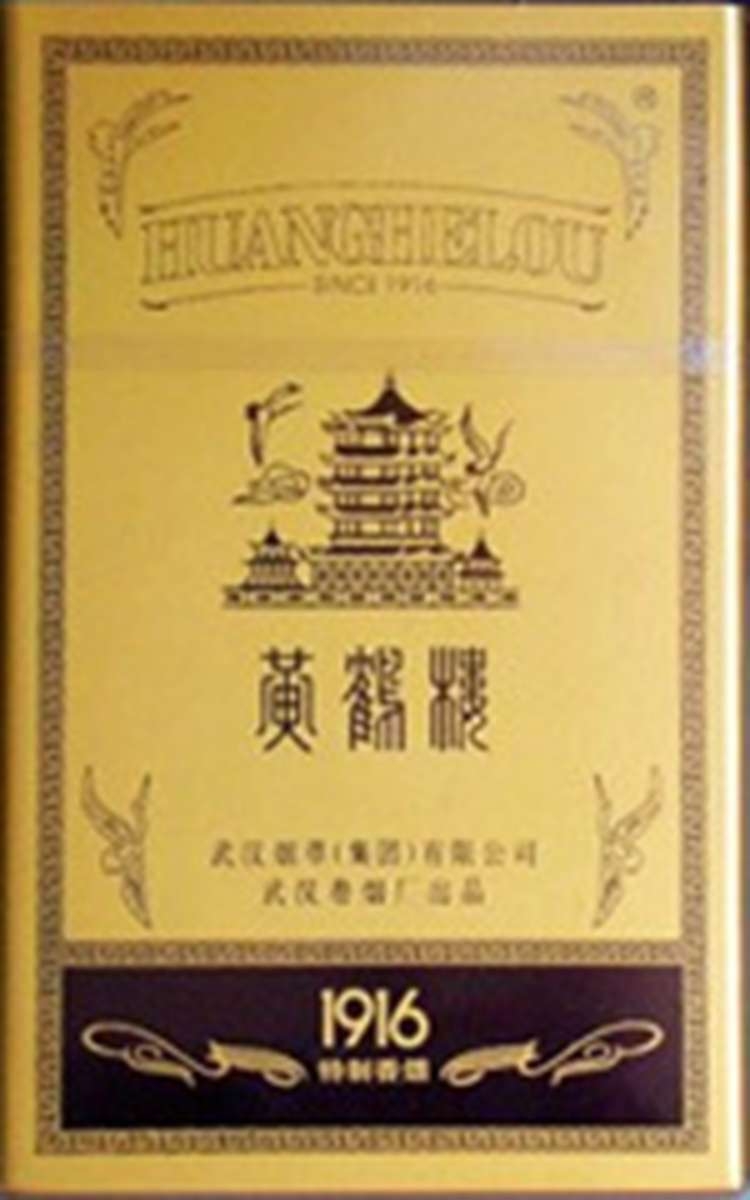 ®
HUANGHELOU
SINCE 1916
黄鹤楼
武汉烟草(集团)有限公司
武汉卷烟厂出品
1916
特制香烟